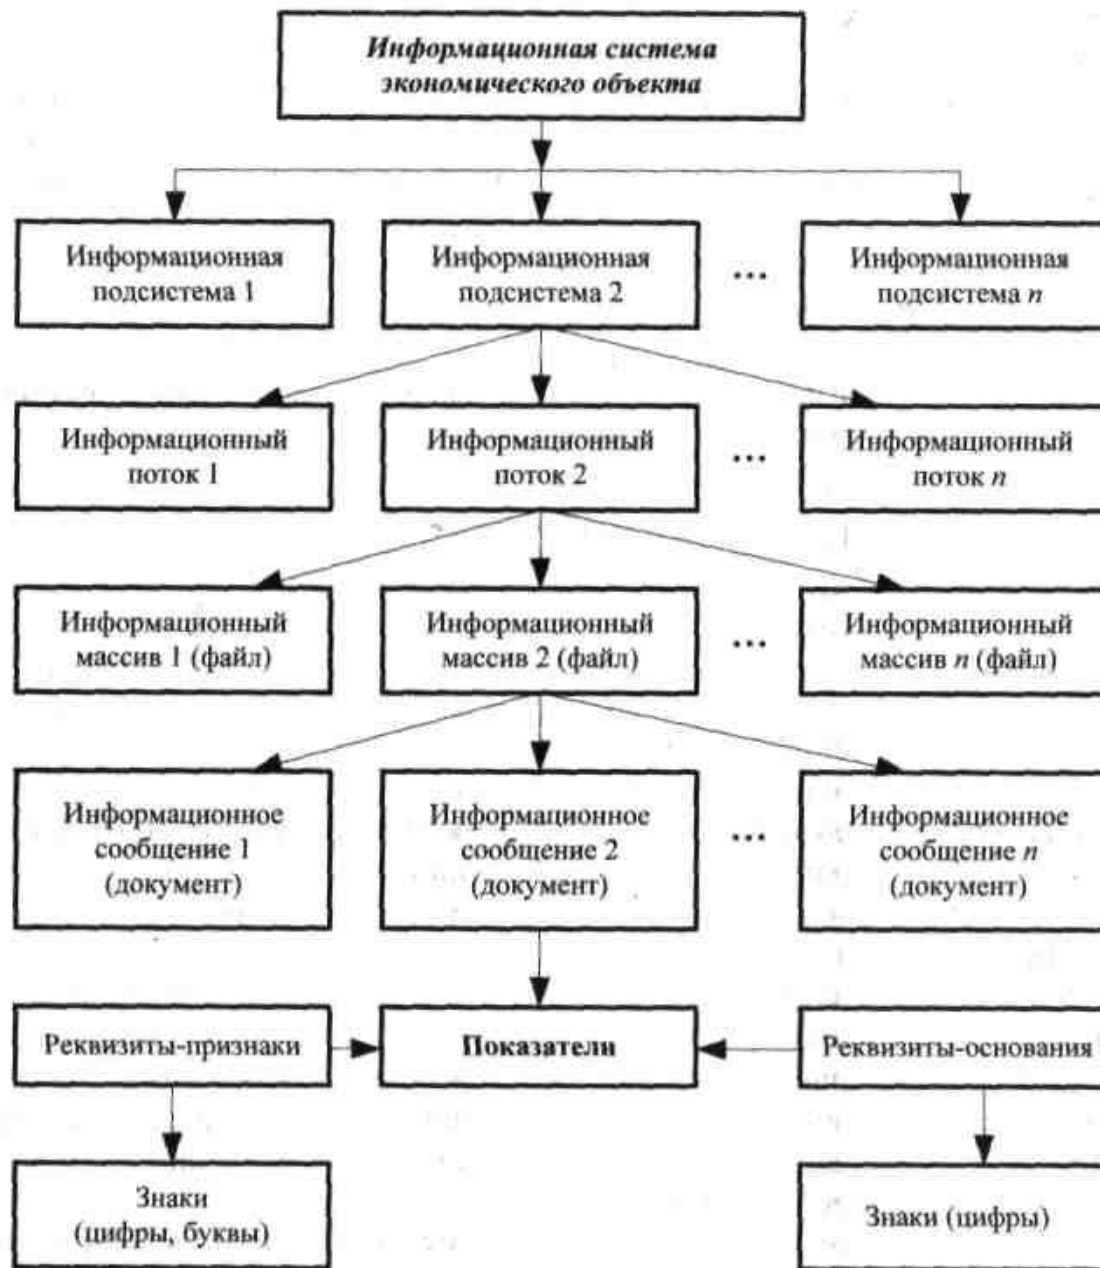 Информационная система
экономического объекта
Информационная
подсистема 1
Информационная
подсистема 2
...
Информационная
подсистема n
Информационный
поток 1
Информационный
поток 2
...
Информационный
поток n
Информационный
массив 1 (файл)
Информационный
массив 2 (файл)
...
Информационный
массив n (файл)
Информационное
сообщение 1
(документ)
Информационное
сообщение 2
(документ)
...
Информационное
сообщение n
(документ)
Реквизиты-признаки
Показатели
Реквизиты-основания
Знаки
(цифры, буквы)
Знаки (цифры)